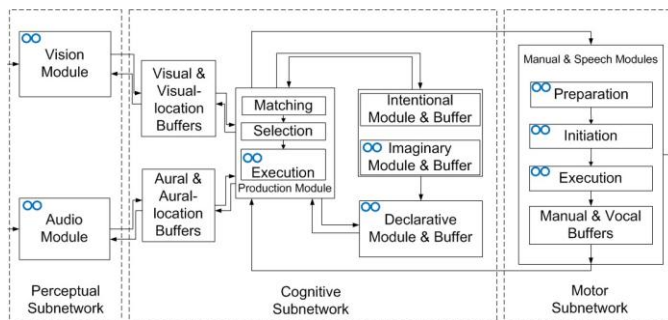 Vision
Module
Audio
Module
Perceptual
Subnetwork
Visual &
Visual-
location
Buffers
Aural &
Aural-
location
Buffers
Matching
Selection
Execution
Production Module
Intentional
Module & Buffer
Imaginary
Module & Buffer
Declarative
Module & Buffer
Cognitive
Subnetwork
Manual & Speech Modules
Preparation
Initiation
Execution
Manual & Vocal
Buffers
Motor
Subnetwork